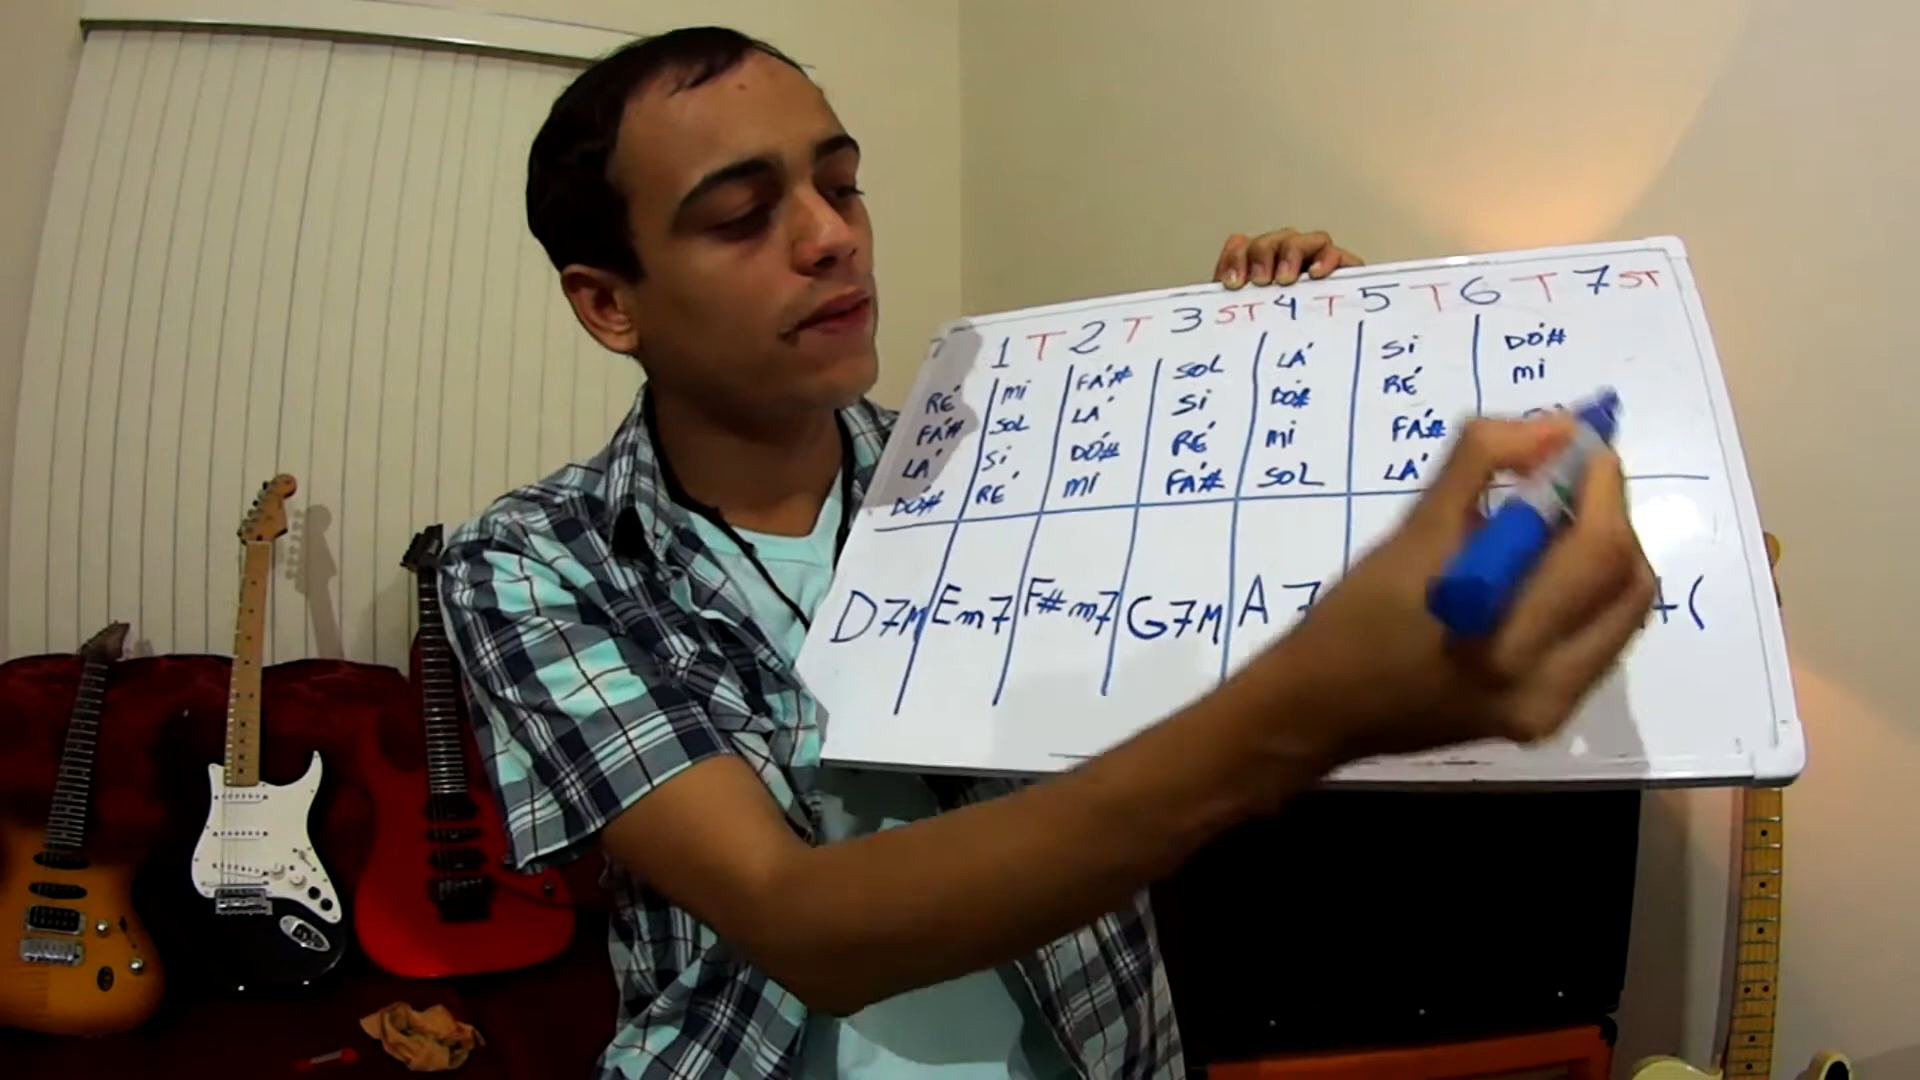 1 T 2 T 3 ST 4 T 5 T 6 T 7 ST
RÉ mi FÁ# SOL LÁ Si DÓ#
FÁ# SOL LÁ Si DÓ# RÉ mi
LÁ Si DÓ# RÉ mi FÁ#
DÓ# RÉ mi FÁ# SOL LÁ
D7M Em7 F#m7 G7M A7